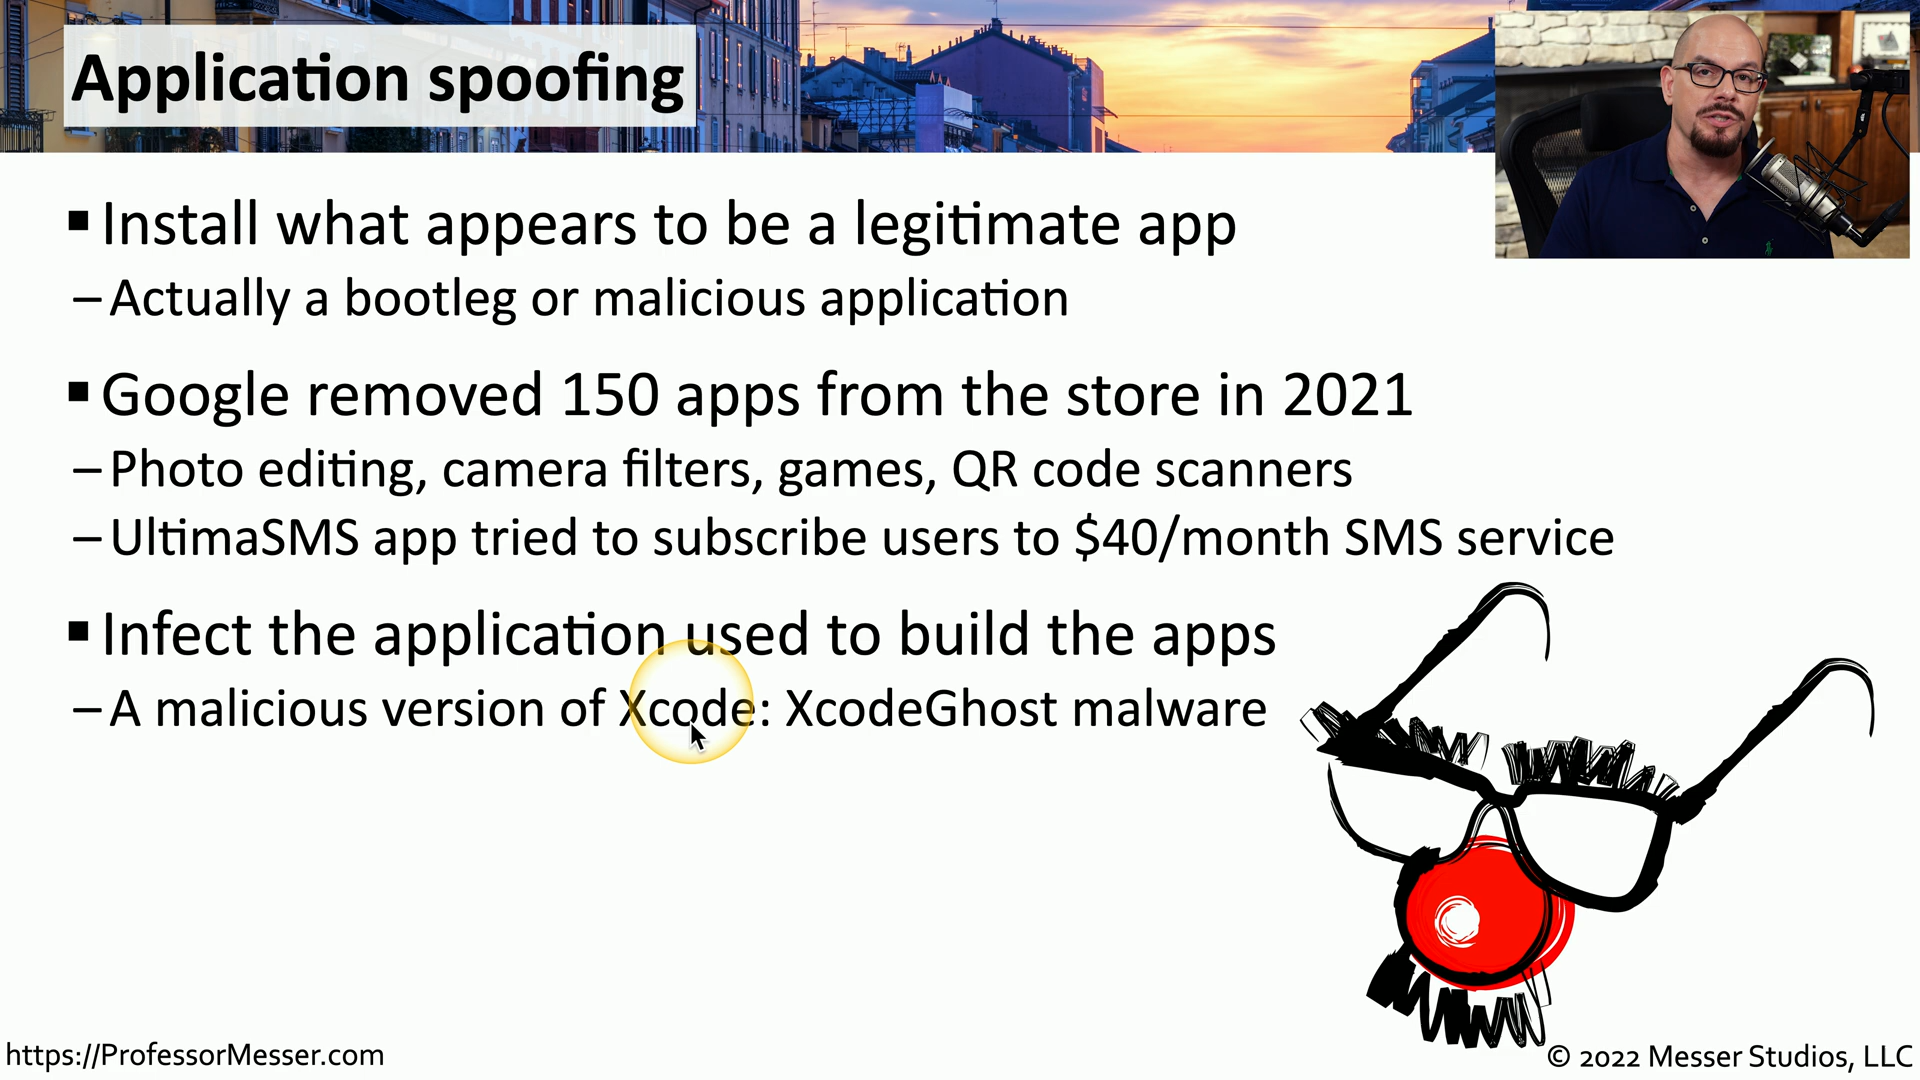 Application spoofing
▪ Install what appears to be a legitimate app
– Actually a bootleg or malicious application
▪ Google removed 150 apps from the store in 2021
– Photo editing, camera filters, games, QR code scanners
– UltimaSMS app tried to subscribe users to $40/month SMS service
▪ Infect the application used to build the apps
– A malicious version of Xcode: XcodeGhost malware
https://ProfessorMesser.com
© 2022 Messer Studios, LLC